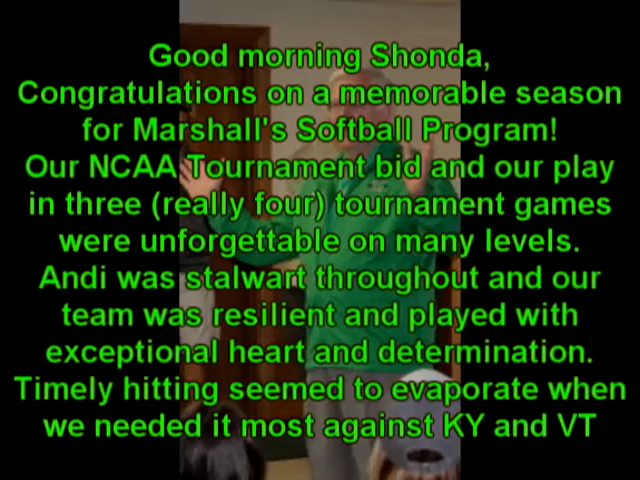 Good morning Shonda,
Congratulations on a memorable season
for Marshall's Softball Program!
Our NCAA Tournament bid and our play
in three (really four) tournament games
were unforgettable on many levels.
Andi was stalwart throughout and our
team was resilient and played with
exceptional heart and determination.
Timely hitting seemed to evaporate when
we needed it most against KY and VT